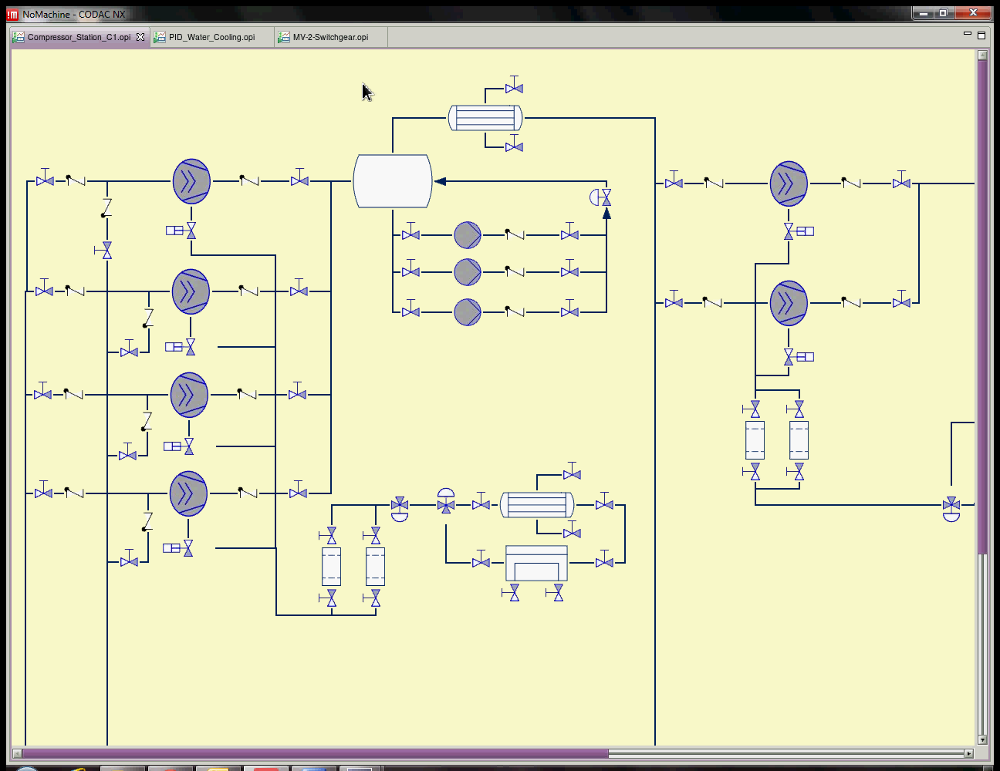 !M NoMachine - CODAC NX
Compressor_Station_C1.opi PID_Water_Cooling.opi MV-2-Switchgear.opi